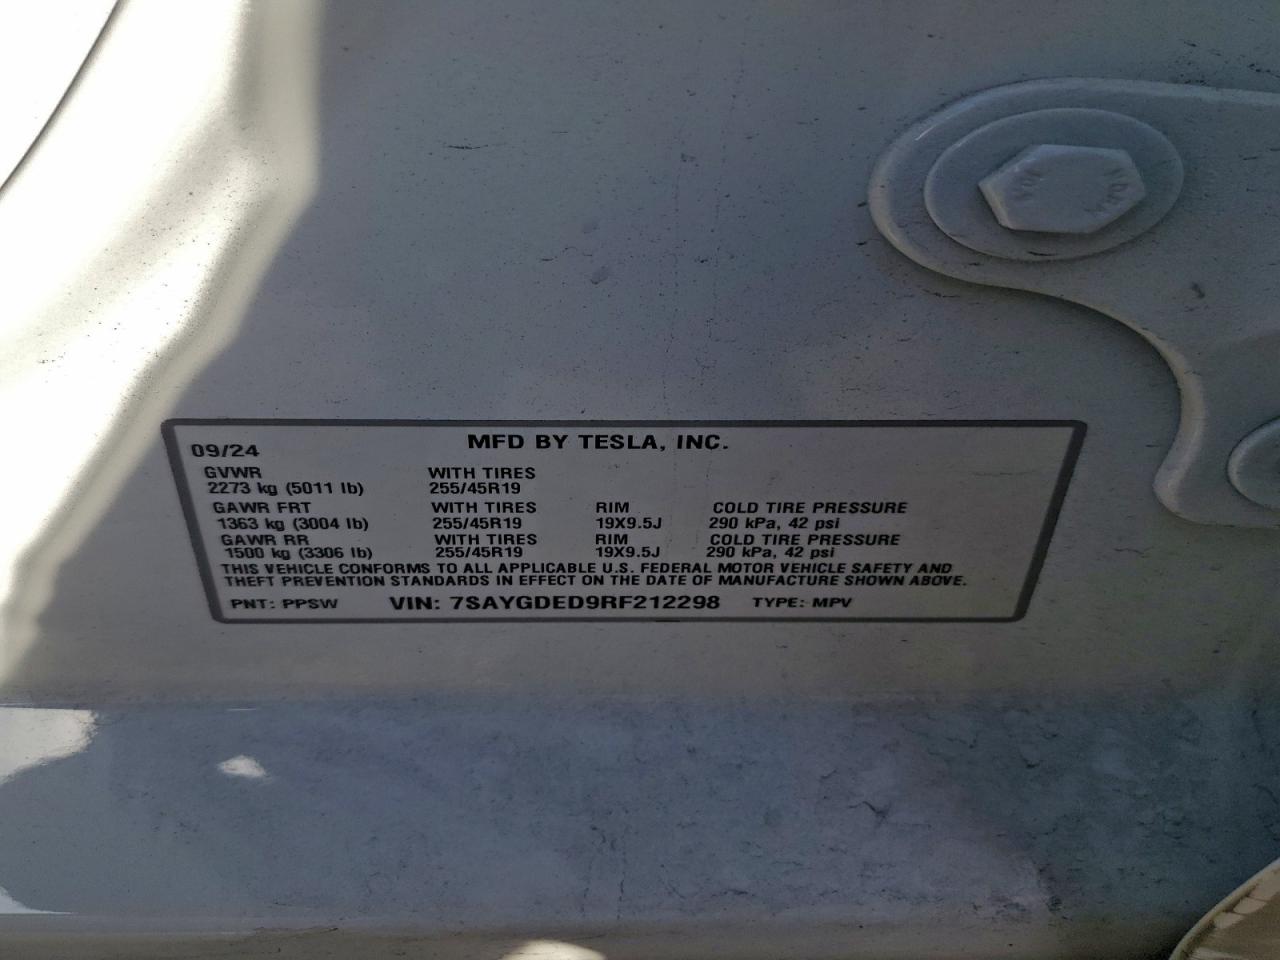 09/24 MFD BY TESLA, INC.
GVWR WITH TIRES
2273 kg (5011 lb) 255/45R19
GAWR FRT WITH TIRES RIM COLD TIRE PRESSURE
1363 kg (3004 lb) 255/45R19 19X9.5J 290 kPa, 42 psi
GAWR RR WITH TIRES RIM COLD TIRE PRESSURE
1500 kg (3306 lb) 255/45R19 19X9.5J 290 kPa, 42 psi
THIS VEHICLE CONFORMS TO ALL APPLICABLE U.S. FEDERAL MOTOR VEHICLE SAFETY AND
THEFT PREVENTION STANDARDS IN EFFECT ON THE DATE OF MANUFACTURE SHOWN ABOVE.
PNT: PPSW VIN: 7SAYGDED9RF212298 TYPE: MPV